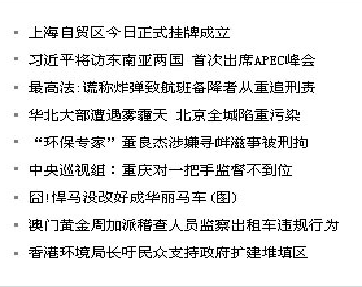 上海自贸区今日正式挂牌成立
习近平将访东南亚两国 首次出席APEC峰会
最高法:谎称炸弹致航班备降者从重追刑责
华北大部遭遇雾霾天 北京全城陷重污染
“环保专家”董良杰涉嫌寻衅滋事被刑拘
中央巡视组：重庆对一把手监督不到位
囧!悍马没改好成华丽马车(图)
澳门黄金周加派稽查人员监察出租车违规行为
香港环境局长吁民众支持政府扩建堆填区